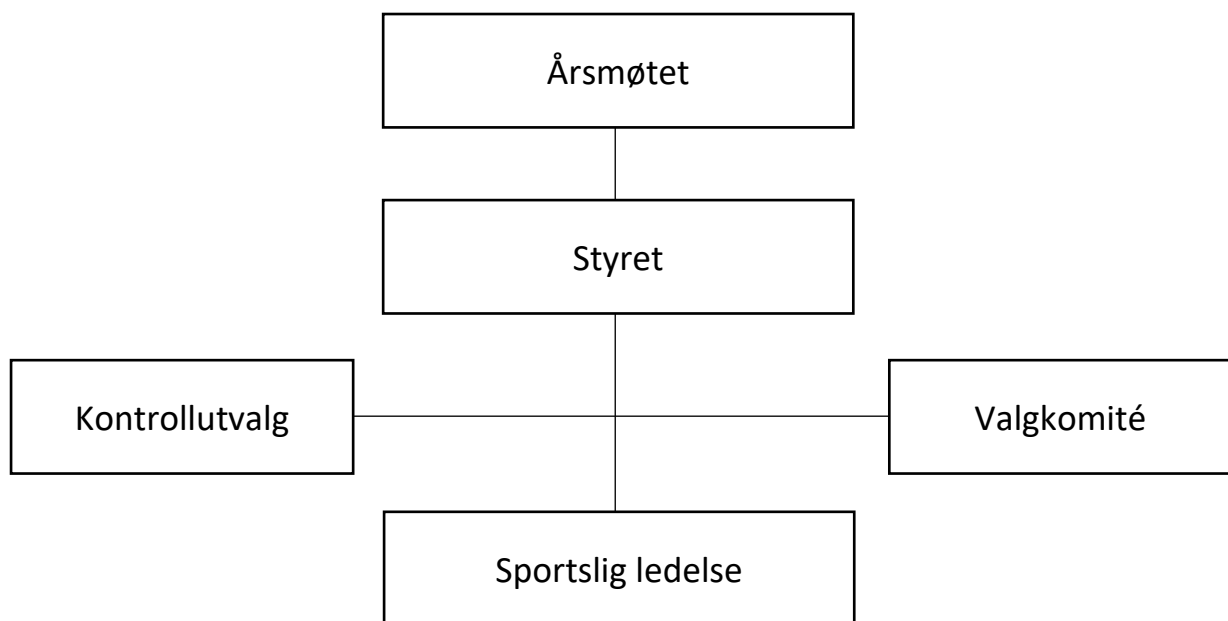 Årsmøtet
Styret
Kontrollutvalg
Valgkomité
Sportslig ledelse